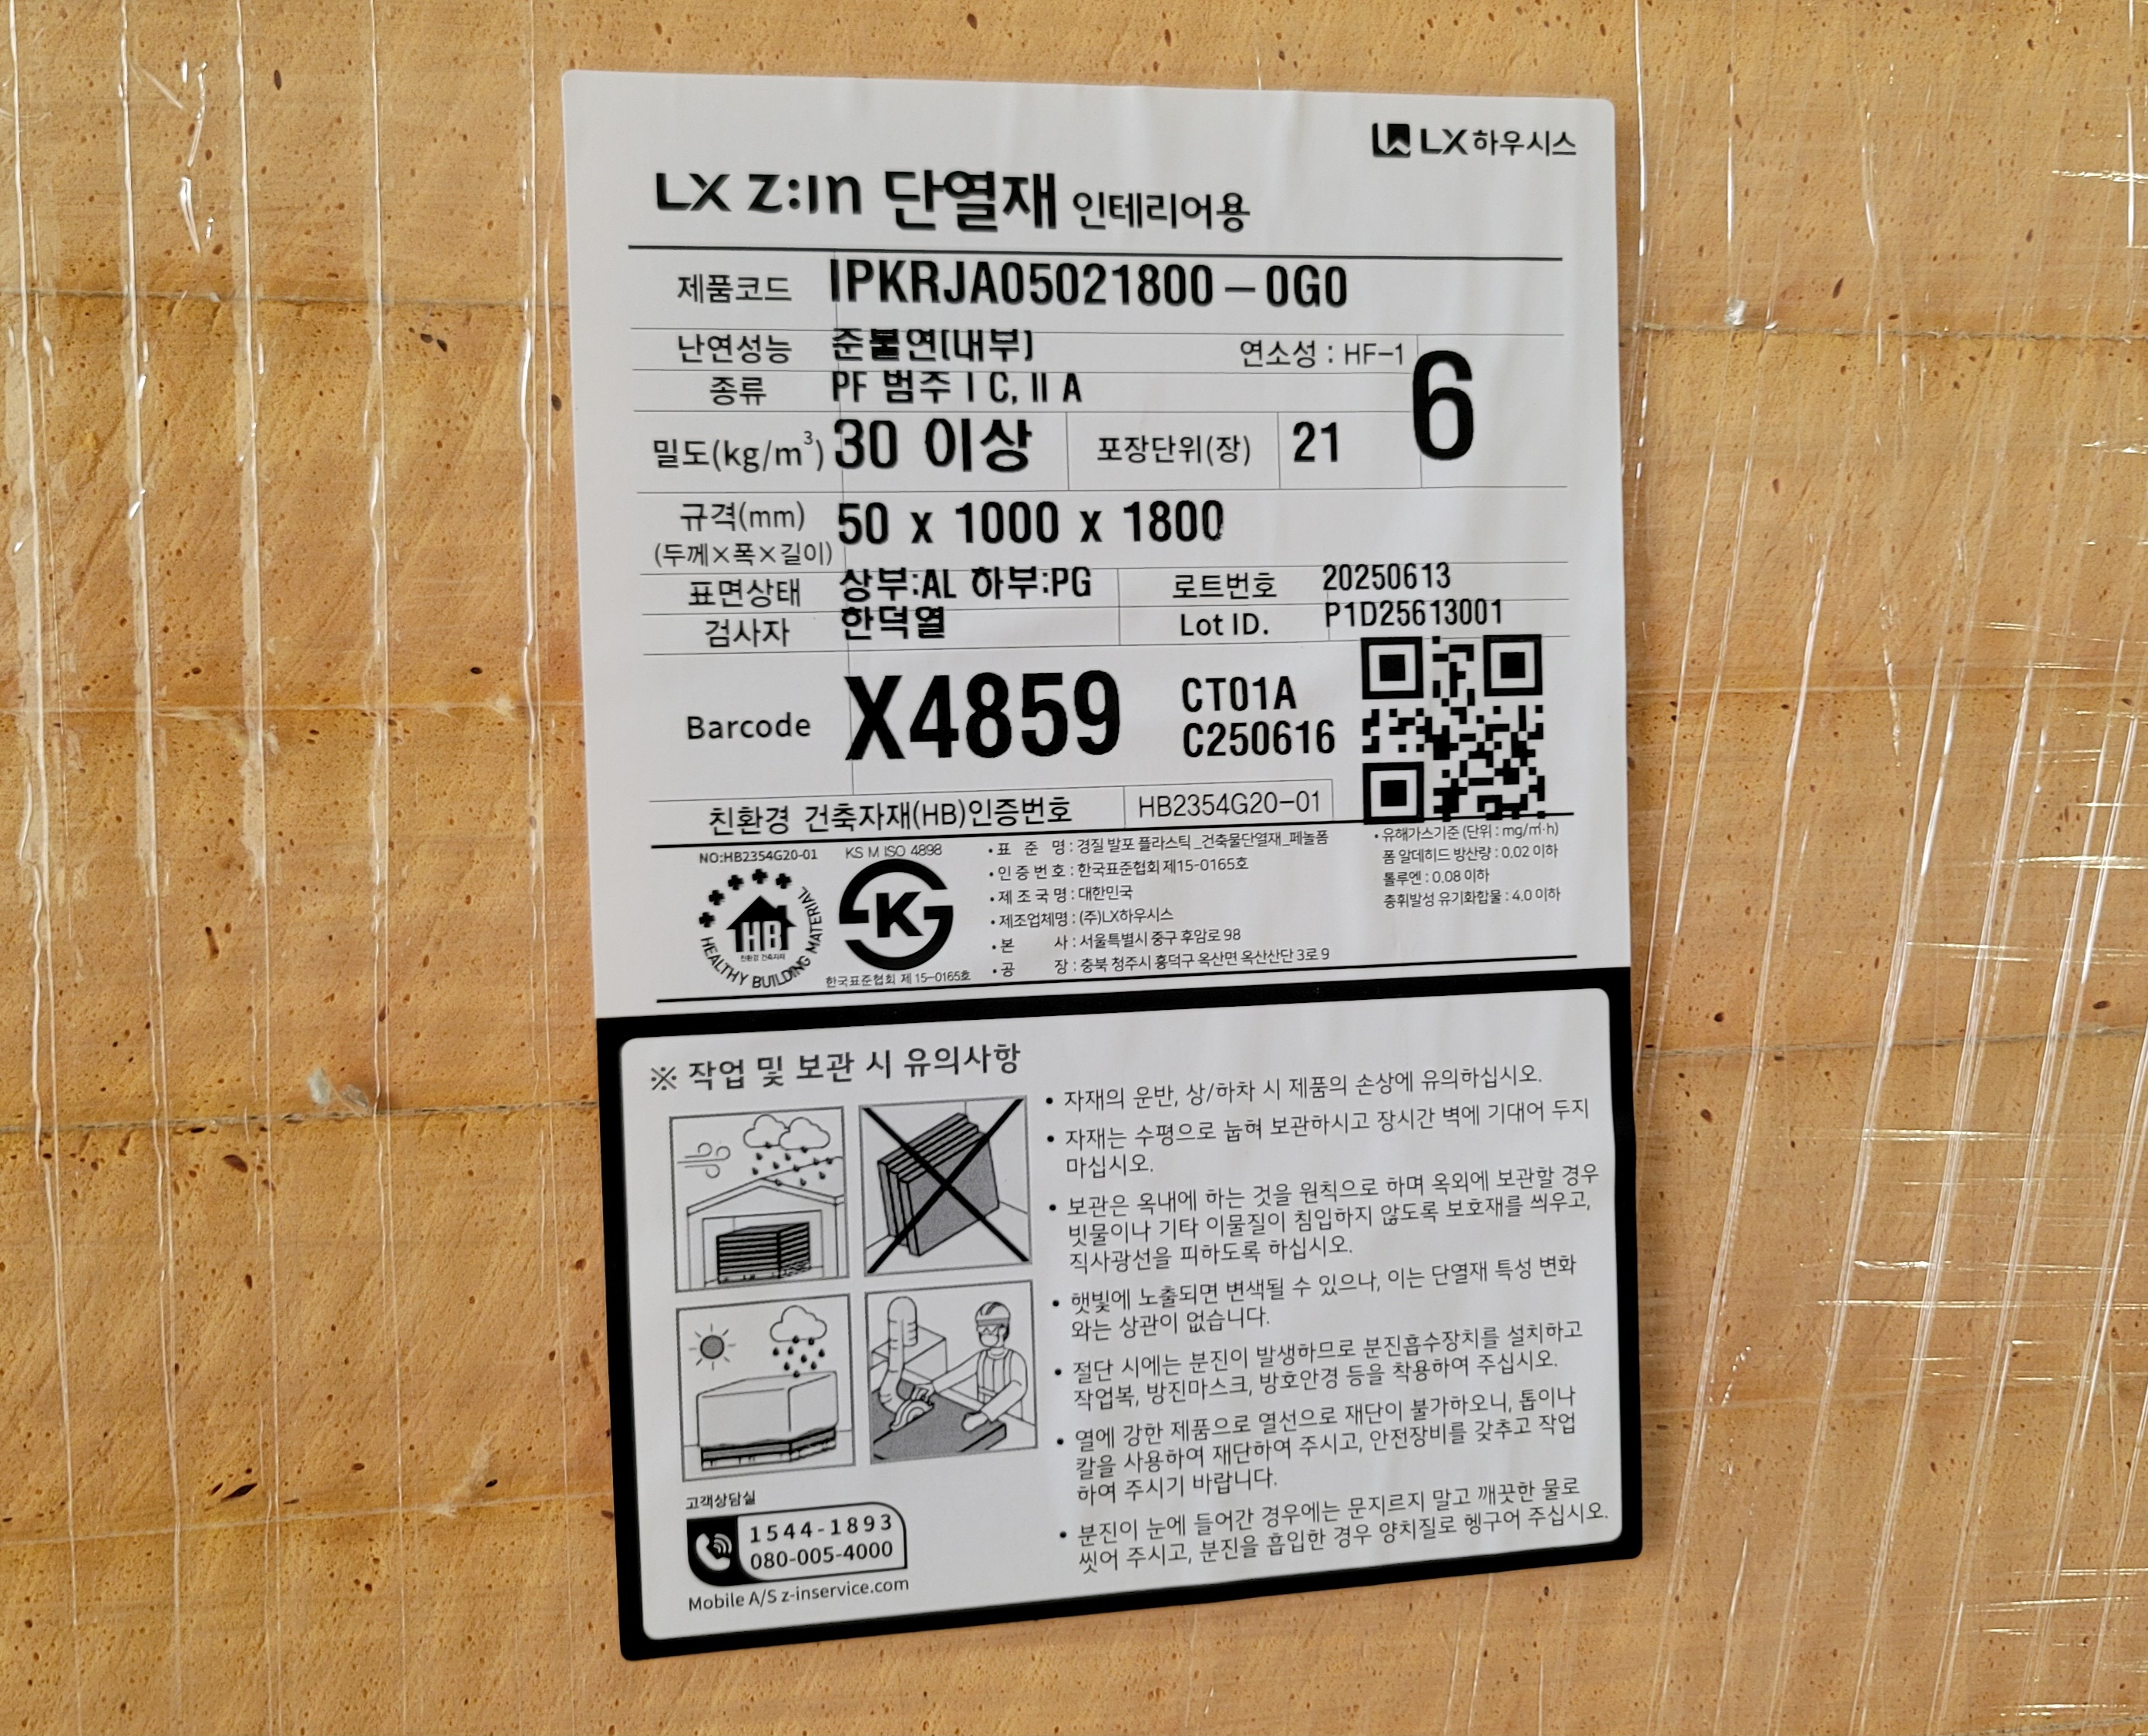 LX하우시스
LX Z:IN 단열재 인테리어용
제품코드 IPKRJA05021800-0G0
난연성능 준불연(내부) 연소성 : HF-1
6
종류 PF 범주 I C, II A
밀도(kg/m³) 30 이상 포장단위(장) 21
규격(mm) 50 x 1000 x 1800
(두께×폭×길이)
표면상태 상부:AL 하부:PG 로트번호 20250613
검사자 한덕열 Lot ID. P1D25613001
Barcode X4859 CT01A
C250616
친환경 건축자재(HB)인증번호 HB2354G20-01
NO:HB2354G20-01
HB
친환경 건축자재
HEALTHY BUILDING MATERIAL
KS M ISO 4898
K
한국표준협회 제 15-0165호
• 표 준 명 : 경질 발포 플라스틱_건축물단열재_페놀폼
• 인 증 번 호 : 한국표준협회 제15-0165호
• 제 조 국 명 : 대한민국
• 제조업체명 : (주)LX하우시스
• 본 사 : 서울특별시 중구 후암로 98
• 공 장 : 충북 청주시 흥덕구 옥산면 옥산산단 3로 9
• 유해가스기준 (단위 : mg/㎡·h)
폼 알데히드 방산량 : 0.02 이하
톨루엔 : 0.08 이하
총휘발성 유기화합물 : 4.0 이하
※ 작업 및 보관 시 유의사항
• 자재의 운반, 상/하차 시 제품의 손상에 유의하십시오.
• 자재는 수평으로 눕혀 보관하시고 장시간 벽에 기대어 두지
마십시오.
• 보관은 옥내에 하는 것을 원칙으로 하며 옥외에 보관할 경우
빗물이나 기타 이물질이 침입하지 않도록 보호재를 씌우고,
직사광선을 피하도록 하십시오.
• 햇빛에 노출되면 변색될 수 있으나, 이는 단열재 특성 변화
와는 상관이 없습니다.
• 절단 시에는 분진이 발생하므로 분진흡수장치를 설치하고
작업복, 방진마스크, 방호안경 등을 착용하여 주십시오.
• 열에 강한 제품으로 열선으로 재단이 불가하오니, 톱이나
칼을 사용하여 재단하여 주시고, 안전장비를 갖추고 작업
하여 주시기 바랍니다.
• 분진이 눈에 들어간 경우에는 문지르지 말고 깨끗한 물로
씻어 주시고, 분진을 흡입한 경우 양치질로 헹구어 주십시오.
고객상담실
1544-1893
080-005-4000
Mobile A/S z-inservice.com